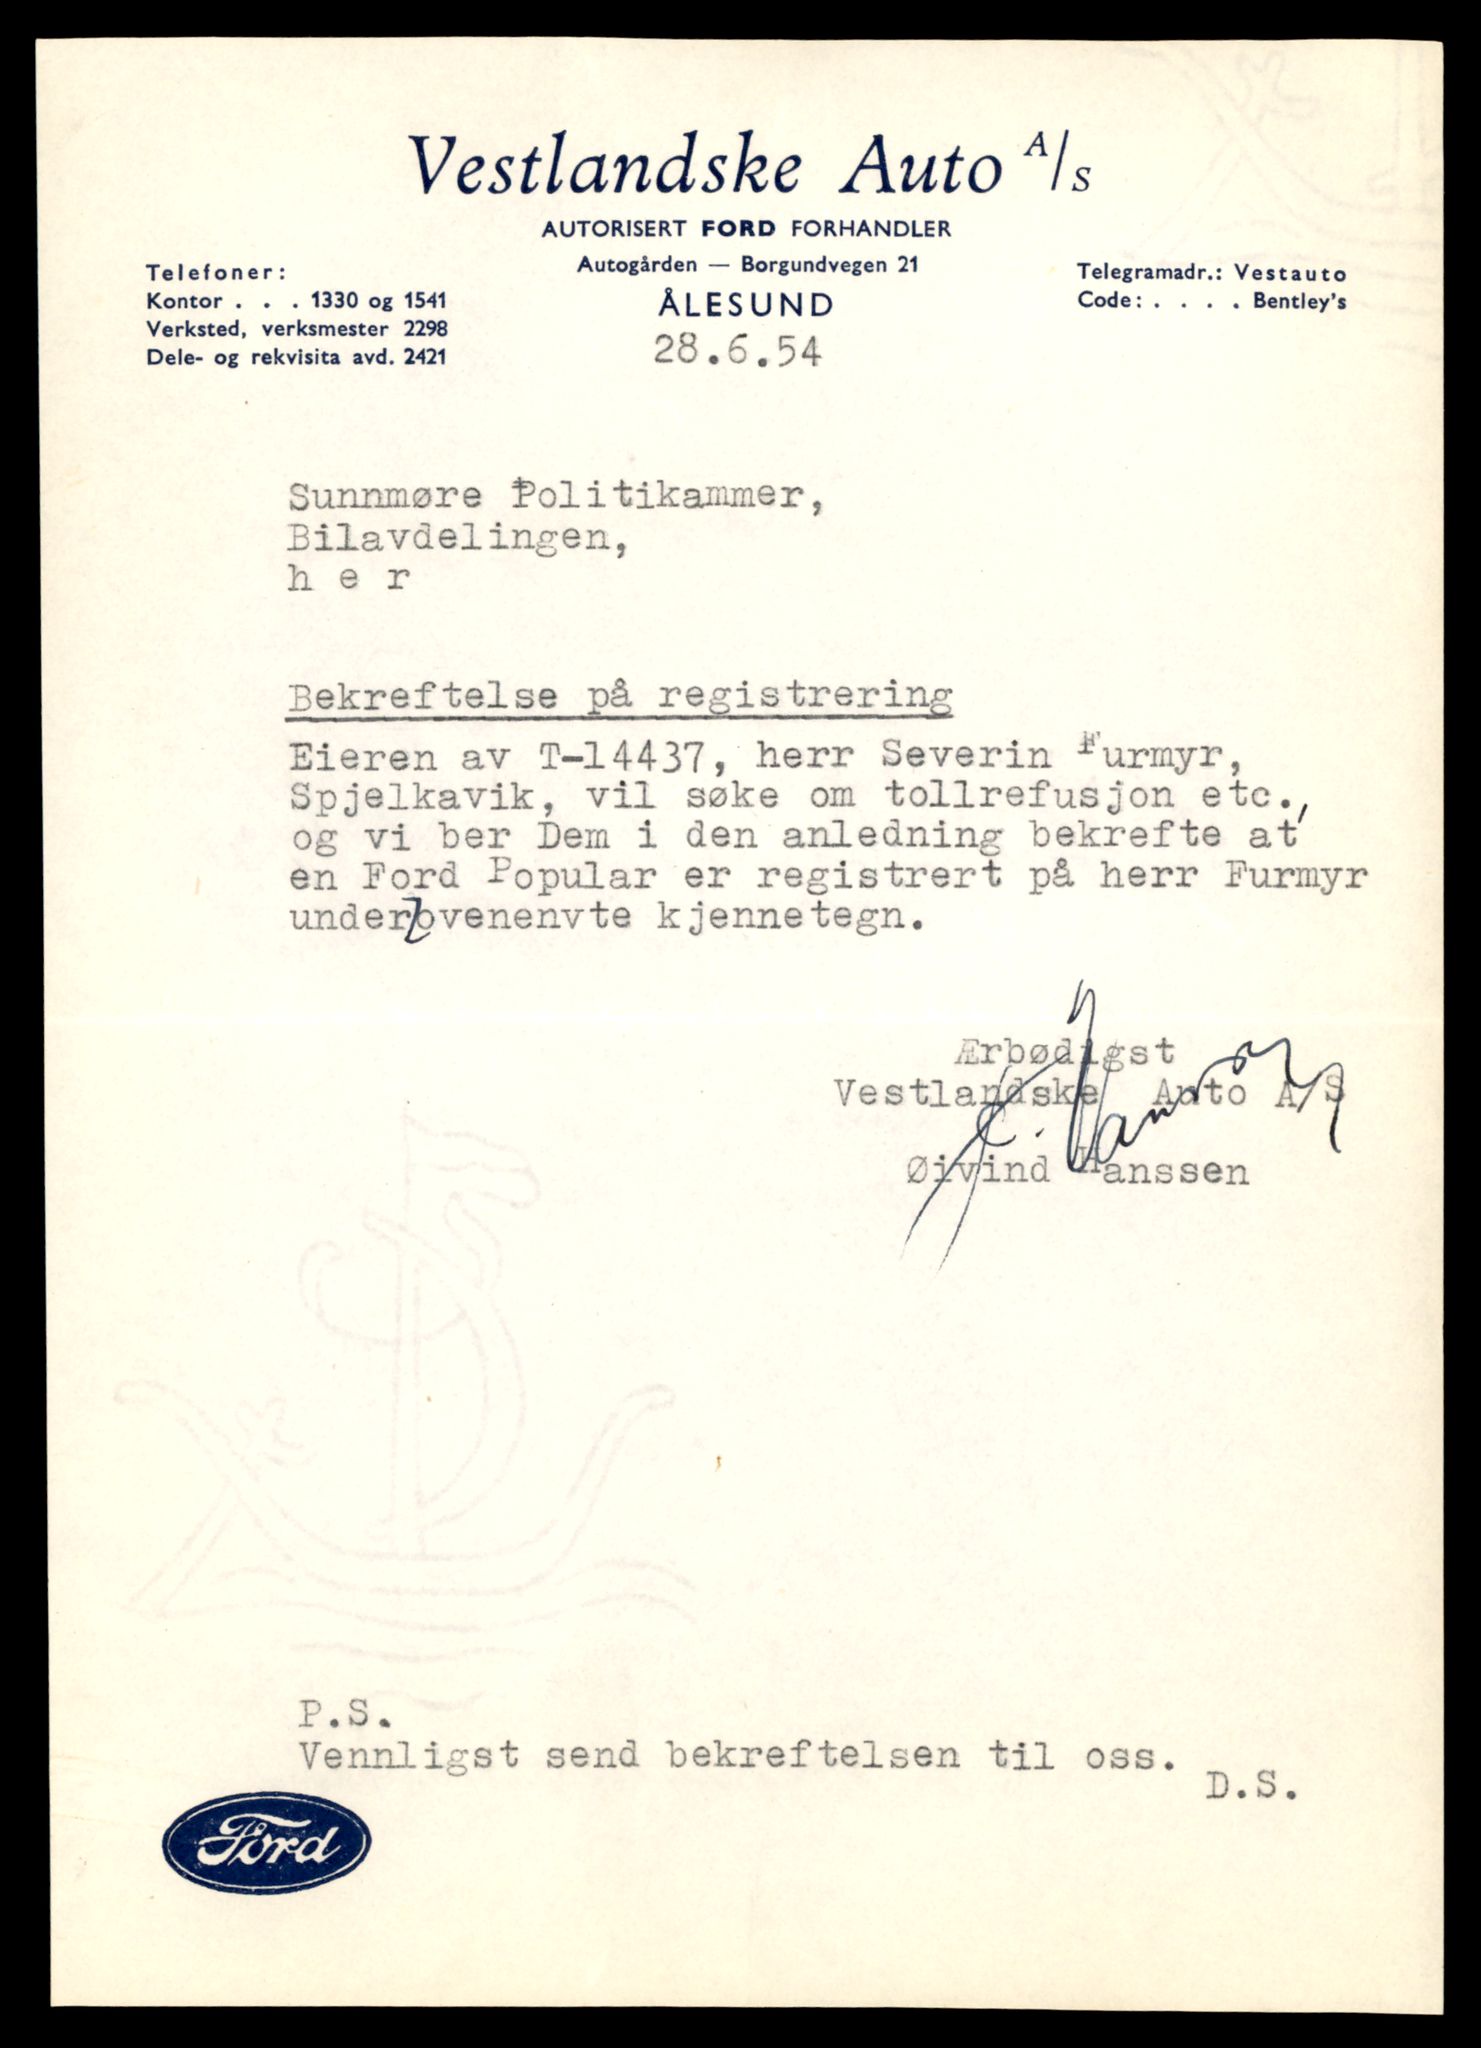 Vestlandske Auto A/S
AUTORISERT FORD FORHANDLER
Autogården — Borgundvegen 21
ÅLESUND
Telefoner:
Kontor . . . 1330 og 1541
Verksted, verksmester 2298
Dele- og rekvisita avd. 2421
Telegramadr.: Vestauto
Code: . . . . Bentley's
28.6.54
Sunnmøre Politikammer,
Bilavdelingen,
h e r
Bekreftelse på registrering
Eieren av T-14437, herr Severin Furmyr,
Spjelkavik, vil søke om tollrefusjon etc.,
og vi ber Dem i den anledning bekrefte at
en Ford Popular er registrert på herr Furmyr
under ovenenvte kjennetegn.
Ærbødigst
Vestlandske Auto A/S
Øivind Hanssen
P.S.
Vennligst send bekreftelsen til oss.
D.S.
Ford